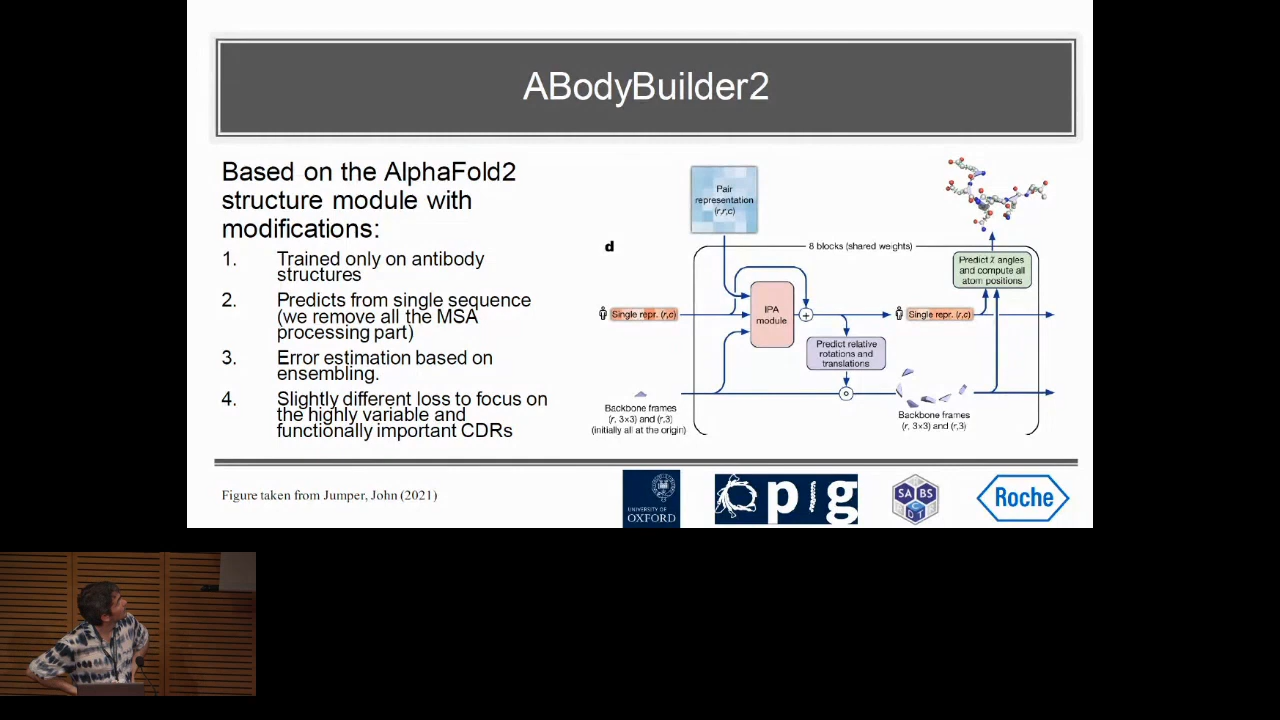 ABodyBuilder2
Based on the AlphaFold2
structure module with
modifications:
1. Trained only on antibody
structures
2. Predicts from single sequence
(we remove all the MSA
processing part)
3. Error estimation based on
ensembling.
4. Slightly different loss to focus on
the highly variable and
functionally important CDRs
Pair
representation
(r,r,c)
d
8 blocks (shared weights)
Predict χ angles
and compute all
atom positions
Single repr. (r,c)
IPA
module
+
Single repr. (r,c)
Predict relative
rotations and
translations
Backbone frames
(r, 3×3) and (r,3)
(initially all at the origin)
Backbone frames
(r, 3×3) and (r,3)
Figure taken from Jumper, John (2021)
UNIVERSITY OF
OXFORD
opig
SABS
CDT
Roche